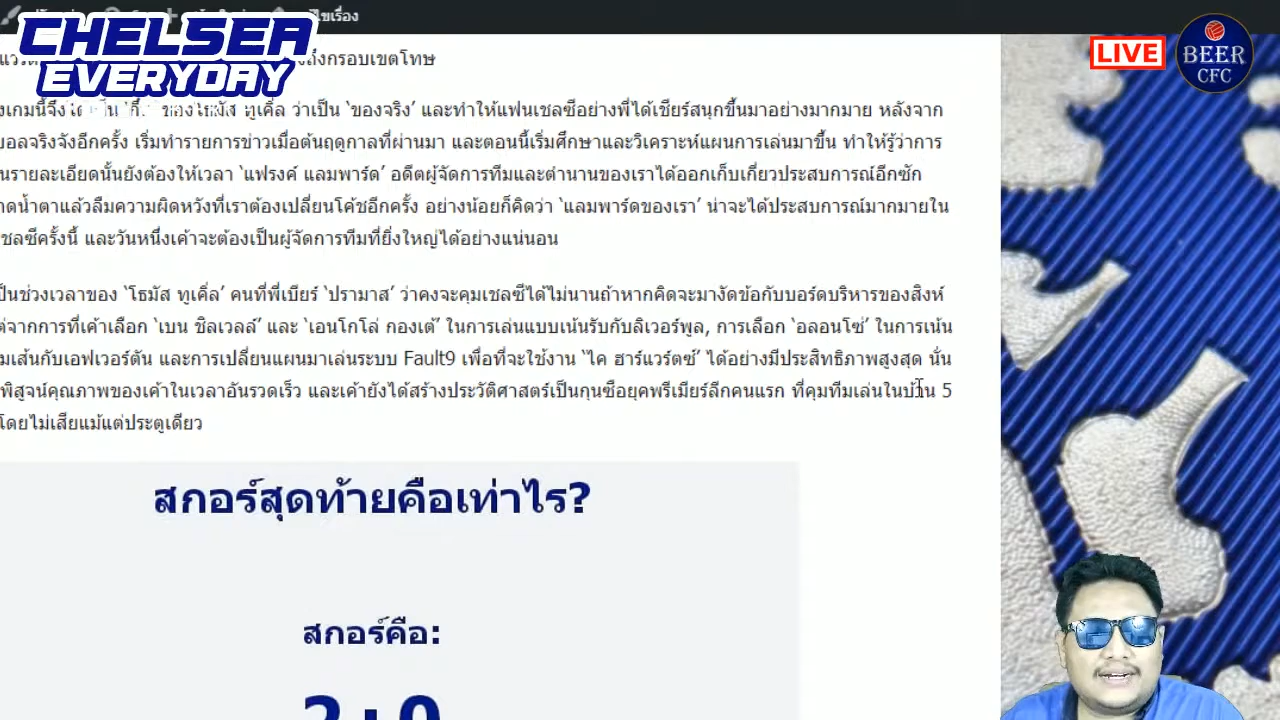 ไขเรื่อง
CHELSEA
EVERYDAY
LIVE
BEER
CFC
ถึงกรอบเขตโทษ
งเกมนี้จึงได้เห็น ของโธมัส ทูเคิ่ล ว่าเป็น 'ของจริง' และทำให้แฟนเชลซีอย่างพี่ได้เชียร์สนุกขึ้นมาอย่างมากมาย หลังจาก
บอลจริงจังอีกครั้ง เริ่มทำรายการข่าวเมื่อต้นฤดูกาลที่ผ่านมา และตอนนี้เริ่มศึกษาและวิเคราะห์แผนการเล่นมาขึ้น ทำให้รู้ว่าการ
นรายละเอียดนั้นยังต้องให้เวลา 'แฟรงค์ แลมพาร์ด' อดีตผู้จัดการทีมและตำนานของเราได้ออกเก็บเกี่ยวประสบการณ์อีกซัก
าดน้ำตาแล้วลืมความผิดหวังที่เราต้องเปลี่ยนโค้ชอีกครั้ง อย่างน้อยก็คิดว่า 'แลมพาร์ดของเรา' น่าจะได้ประสบการณ์มากมายใน
ชลซีครั้งนี้ และวันหนึ่งเค้าจะต้องเป็นผู้จัดการทีมที่ยิ่งใหญ่ได้อย่างแน่นอน
ป็นช่วงเวลาของ 'โธมัส ทูเคิ่ล' คนที่พี่เบียร์ 'ปรามาส' ว่าคงจะคุมเชลซีได้ไม่นานถ้าหากคิดจะมางัดข้อกับบอร์ดบริหารของสิงห์
ต่จากการที่เค้าเลือก 'เบน ชิลเวลล์' และ 'เอนโกโล่ กองเต้' ในการเล่นแบบเน้นรับกับลิเวอร์พูล, การเลือก 'อลอนโซ่' ในการเน้น
มเส้นกับเอฟเวอร์ตัน และการเปลี่ยนแผนมาเล่นระบบ Fault9 เพื่อที่จะใช้งาน 'ไค ฮาร์แวร์ตซ์' ได้อย่างมีประสิทธิภาพสูงสุด นั่น
พิสูจน์คุณภาพของเค้าในเวลาอันรวดเร็ว และเค้ายังได้สร้างประวัติศาสตร์เป็นกุนซือยุคพรีเมียร์ลีกคนแรก ที่คุมทีมเล่นในบ้าน 5
โดยไม่เสียแม้แต่ประตูเดียว
สกอร์สุดท้ายคือเท่าไร?
สกอร์คือ:
2:0